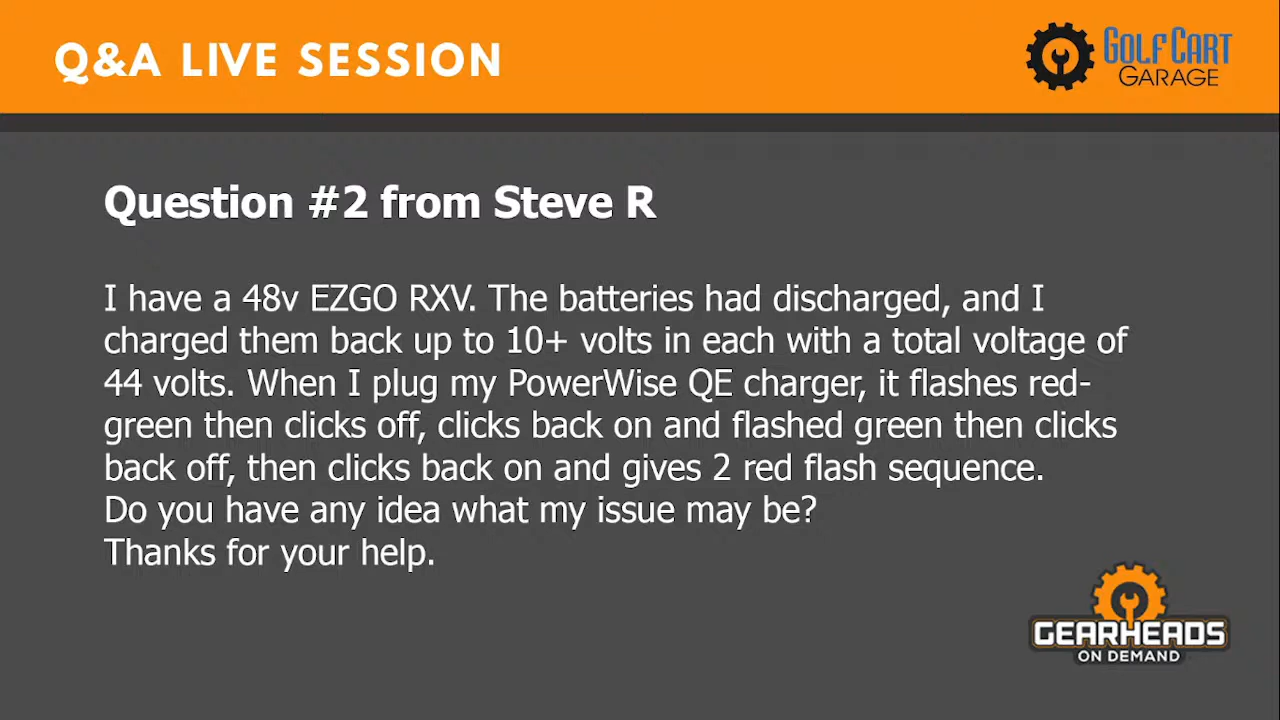 Q&A LIVE SESSION
GOLF CART
GARAGE
Question #2 from Steve R
I have a 48v EZGO RXV. The batteries had discharged, and I
charged them back up to 10+ volts in each with a total voltage of
44 volts. When I plug my PowerWise QE charger, it flashes red-
green then clicks off, clicks back on and flashed green then clicks
back off, then clicks back on and gives 2 red flash sequence.
Do you have any idea what my issue may be?
Thanks for your help.
GEARHEADS
ON DEMAND